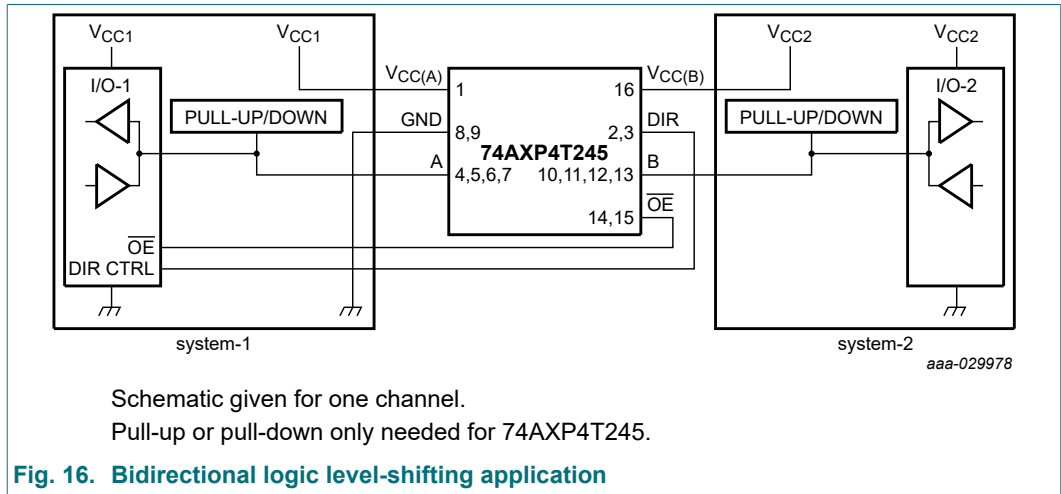 VCC1
VCC1
I/O-1
PULL-UP/DOWN
OE
DIR CTRL
system-1
VCC(A)
GND
A
1
8,9
4,5,6,7
74AXP4T245
16
2,3
10,11,12,13
14,15
VCC(B)
DIR
B
OE
VCC2
VCC2
I/O-2
PULL-UP/DOWN
system-2
aaa-029978
Schematic given for one channel.
Pull-up or pull-down only needed for 74AXP4T245.
Fig. 16. Bidirectional logic level-shifting application